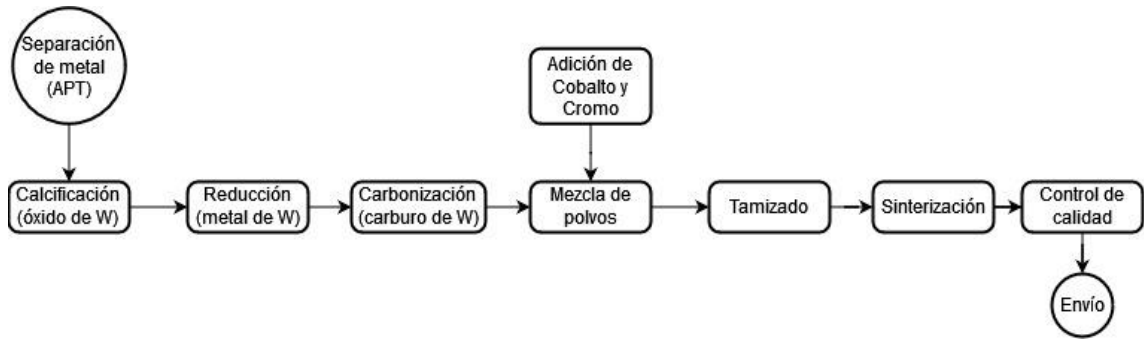 Separación
de metal
(APT)
Adición de
Cobalto y
Cromo
Calcificación
(óxido de W)
Reducción
(metal de W)
Carbonización
(carburo de W)
Mezcla de
polvos
Tamizado
Sinterización
Control de
calidad
Envío